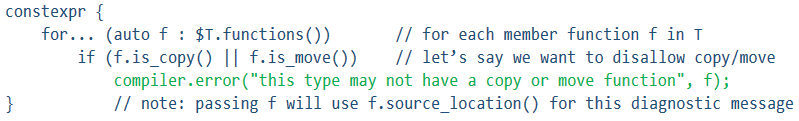 constexpr {
    for... (auto f : $T.functions())       // for each member function f in T
        if (f.is_copy() || f.is_move())    // let’s say we want to disallow copy/move
            compiler.error("this type may not have a copy or move function", f);
}           // note: passing f will use f.source_location() for this diagnostic message